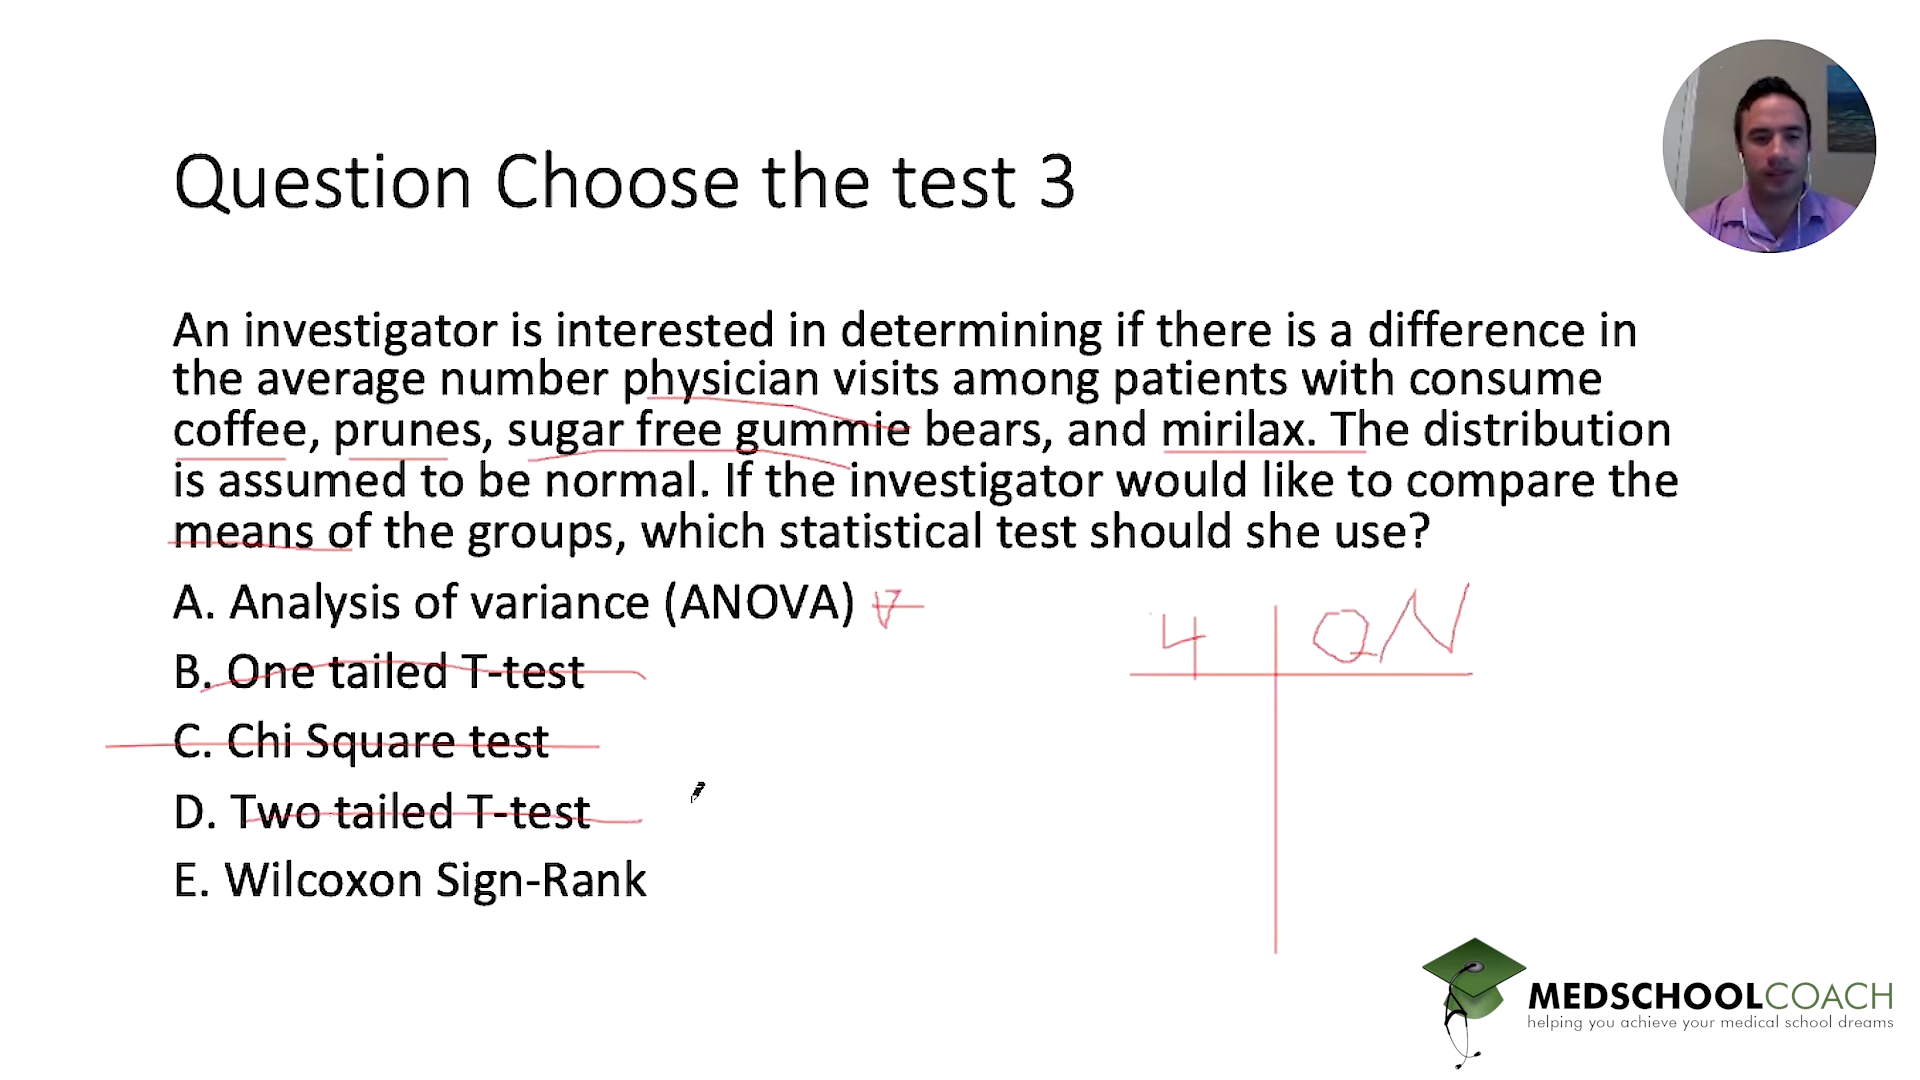 Question Choose the test 3
An investigator is interested in determining if there is a difference in
the average number physician visits among patients with consume
coffee, prunes, sugar free gummie bears, and mirilax. The distribution
is assumed to be normal. If the investigator would like to compare the
means of the groups, which statistical test should she use?
A. Analysis of variance (ANOVA)
B. One tailed T-test
C. Chi Square test
D. Two tailed T-test
E. Wilcoxon Sign-Rank
4 QN
MEDSCHOOLCOACH
helping you achieve your medical school dreams